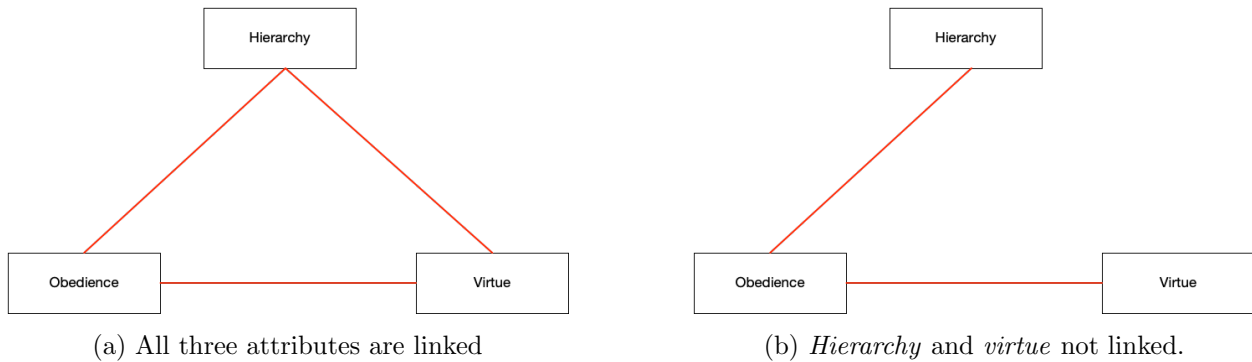 Hierarchy
Obedience
Virtue
(a) All three attributes are linked
Hierarchy
Obedience
Virtue
(b) Hierarchy and virtue not linked.